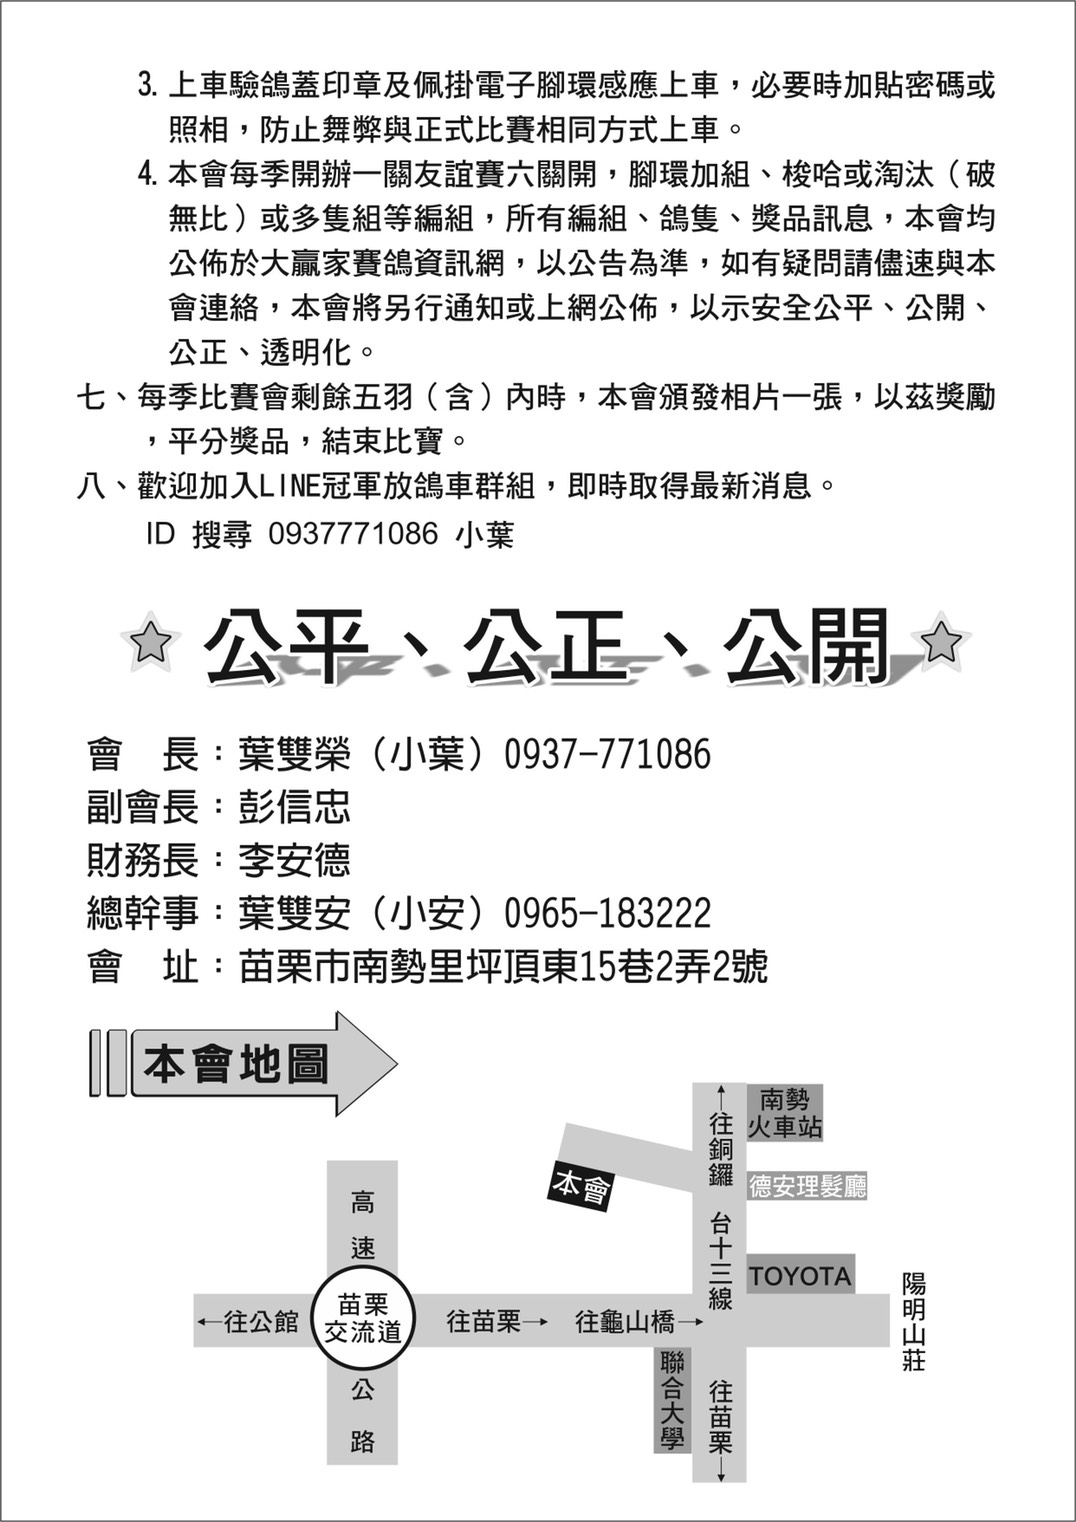 3. 上車驗鴿蓋印章及佩掛電子腳環感應上車，必要時加貼密碼或
照相，防止舞弊與正式比賽相同方式上車。
4. 本會每季開辦一關友誼賽六關開，腳環加組、梭哈或淘汰（破
無比）或多隻組等編組，所有編組、鴿隻、獎品訊息，本會均
公佈於大贏家賽鴿資訊網，以公告為準，如有疑問請儘速與本
會連絡，本會將另行通知或上網公佈，以示安全公平、公開、
公正、透明化。
七、每季比賽會剩餘五羽（含）內時，本會頒發相片一張，以茲獎勵
，平分獎品，結束比寶。
八、歡迎加入LINE冠軍放鴿車群組，即時取得最新消息。
ID 搜尋 0937771086 小葉
公平、公正、公開
會　長：葉雙榮（小葉）0937-771086
副會長：彭信忠
財務長：李安德
總幹事：葉雙安（小安）0965-183222
會　址：苗栗市南勢里坪頂東15巷2弄2號
本會地圖
南勢
火車站
←往銅鑼
本會
德安理髮廳
台十三線
TOYOTA
陽明山莊
高速
苗栗
交流道
公路
←往公館
往苗栗→
往龜山橋→
聯合大學
往苗栗→